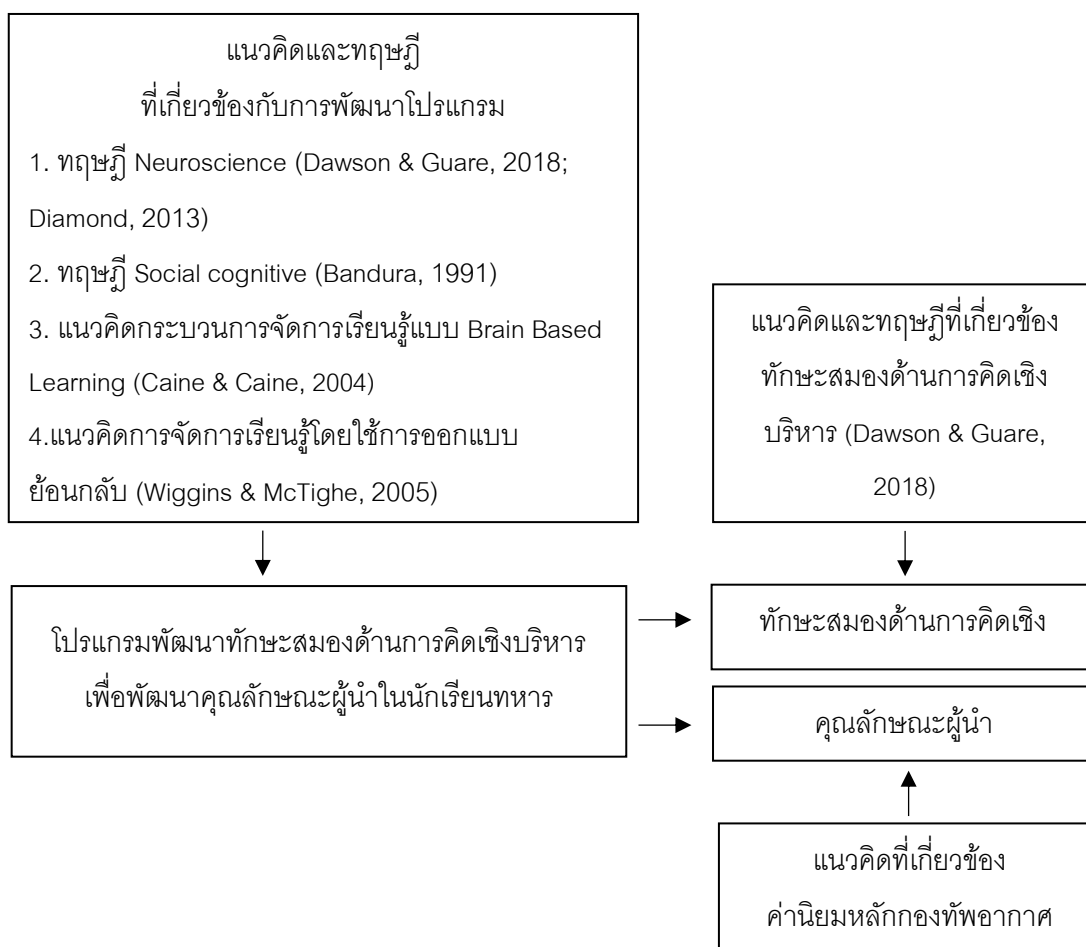 แนวคิดและทฤษฎี
ที่เกี่ยวข้องกับการพัฒนาโปรแกรม
1. ทฤษฎี Neuroscience (Dawson & Guare, 2018;
Diamond, 2013)
2. ทฤษฎี Social cognitive (Bandura, 1991)
3. แนวคิดกระบวนการจัดการเรียนรู้แบบ Brain Based
Learning (Caine & Caine, 2004)
4.แนวคิดการจัดการเรียนรู้โดยใช้การออกแบบ
ย้อนกลับ (Wiggins & McTighe, 2005)
แนวคิดและทฤษฎีที่เกี่ยวข้อง
ทักษะสมองด้านการคิดเชิง
บริหาร (Dawson & Guare,
2018)
โปรแกรมพัฒนาทักษะสมองด้านการคิดเชิงบริหาร
เพื่อพัฒนาคุณลักษณะผู้นำในนักเรียนทหาร
ทักษะสมองด้านการคิดเชิง
คุณลักษณะผู้นำ
แนวคิดที่เกี่ยวข้อง
ค่านิยมหลักกองทัพอากาศ